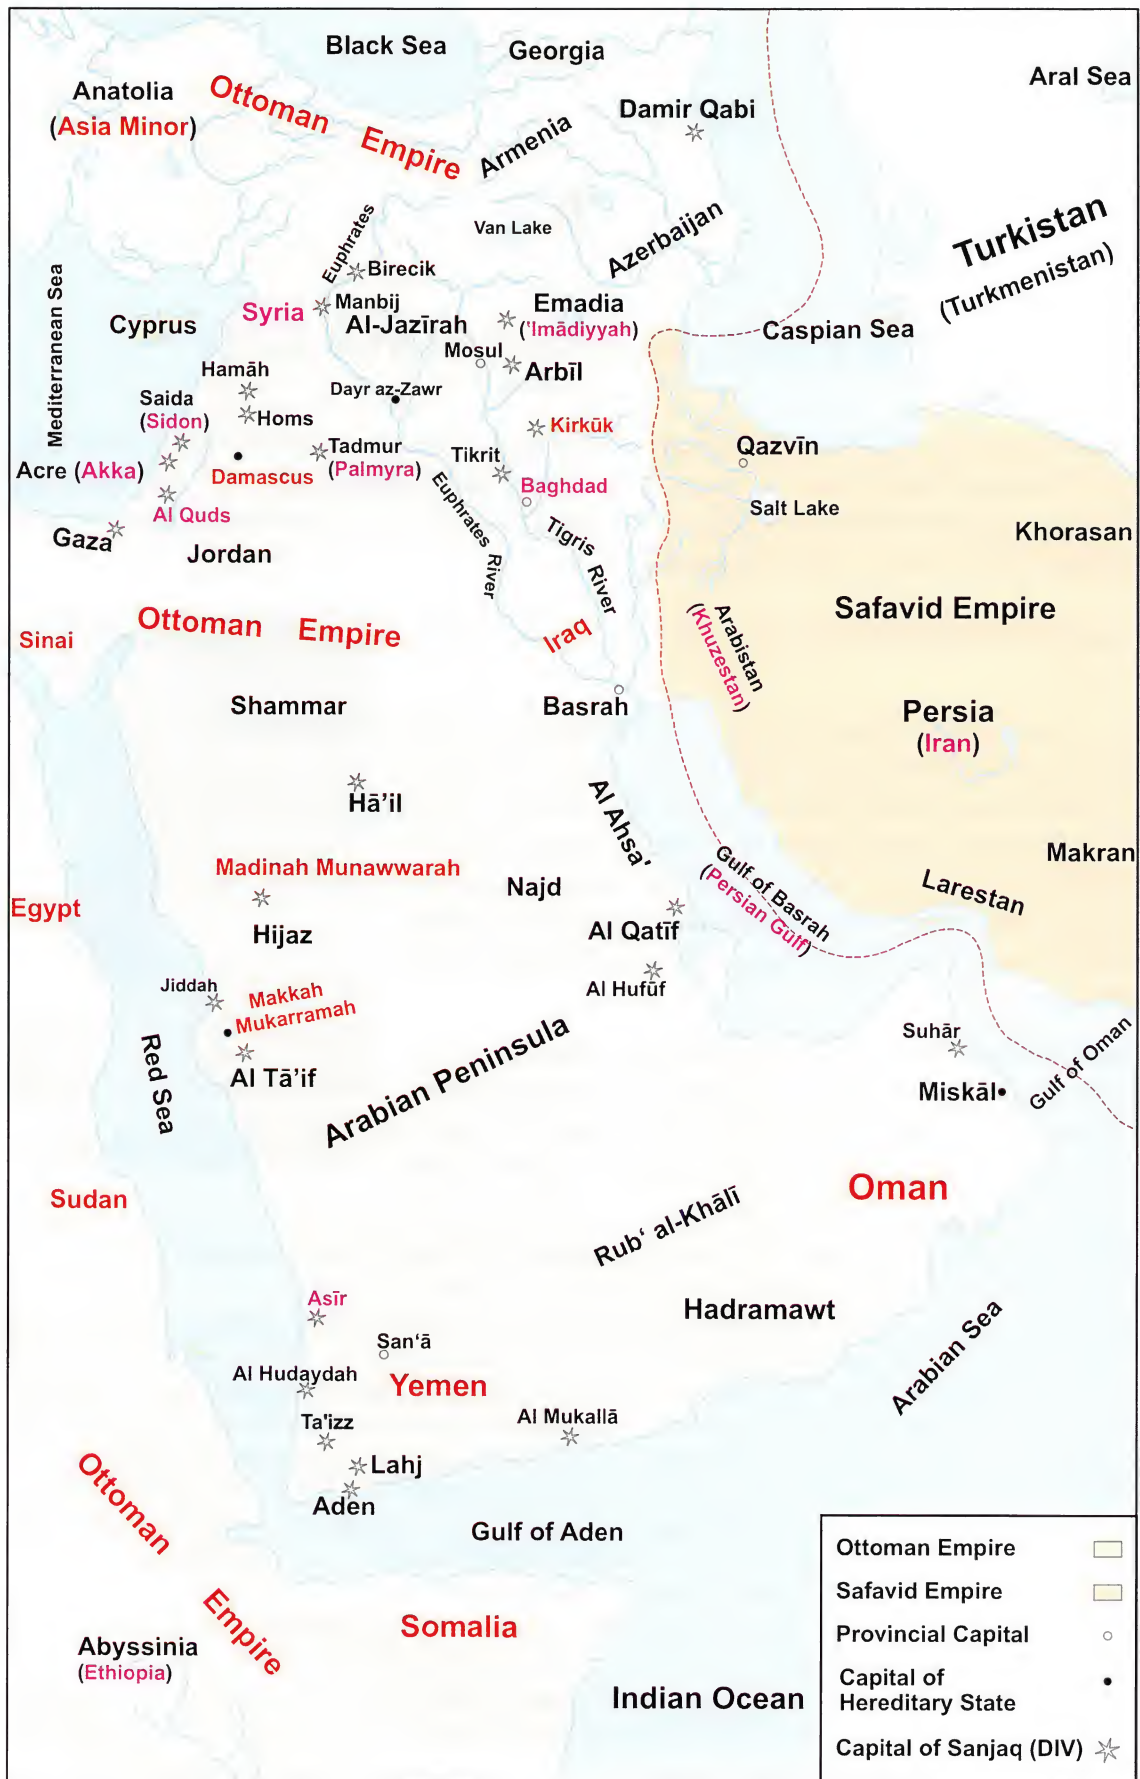 Black Sea
Georgia
Aral Sea
Anatolia
(Asia Minor)
Ottoman Empire
Damir Qabi
Armenia
Turkistan
(Turkmenistan)
Van Lake
Azerbaijan
Euphrates
Birecik
Mediterranean Sea
Syria
Manbij
Emadia
('Imādiyyah)
Cyprus
Al-Jazīrah
Caspian Sea
Mosul
Arbīl
Hamāh
Dayr az-Zawr
Saida
(Sidon)
Homs
Kirkūk
Qazvīn
Tadmur
(Palmyra)
Tikrit
Acre (Akka)
Damascus
Baghdad
Salt Lake
Al Quds
Euphrates River
Tigris River
Khorasan
Gaza
Jordan
Safavid Empire
Ottoman Empire
Sinai
Iraq
Arabistan
(Khuzestan)
Shammar
Basrah
Persia
(Iran)
Hā’il
Al Ahsa'
Makran
Madinah Munawwarah
Najd
Gulf of Basrah
(Persian Gulf)
Larestan
Egypt
Hijaz
Al Qatīf
Jiddah
Makkah
Mukarramah
Al Hufūf
Suhār
Red Sea
Al Tā’if
Arabian Peninsula
Miskāl
Gulf of Oman
Sudan
Oman
Rub‘ al-Khālī
Asīr
Hadramawt
San‘ā
Al Hudaydah
Yemen
Arabian Sea
Ta'izz
Al Mukallā
Lahj
Aden
Ottoman Empire
Gulf of Aden
Somalia
Abyssinia
(Ethiopia)
Indian Ocean
Ottoman Empire
Safavid Empire
Provincial Capital
Capital of
Hereditary State
Capital of Sanjaq (DIV)